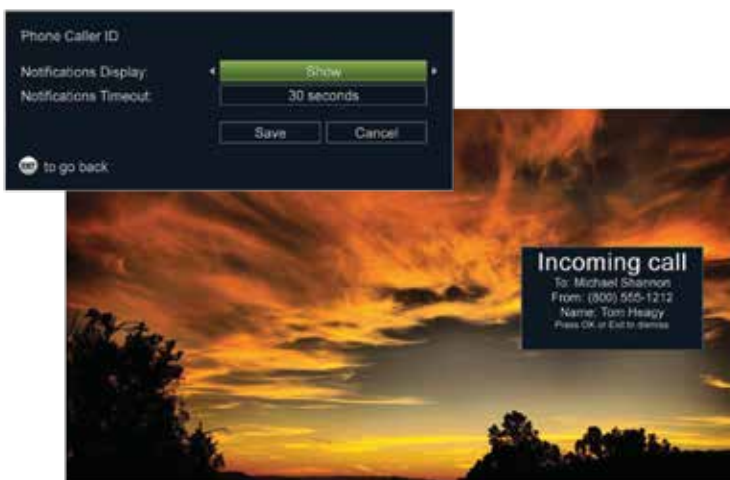 Phone Caller ID
Notifications Display: Show
Notifications Timeout: 30 seconds
Save Cancel
EXIT to go back
Incoming call
To: Michael Shannon
From: (800) 555-1212
Name: Tom Heagy
Press OK or Exit to dismiss